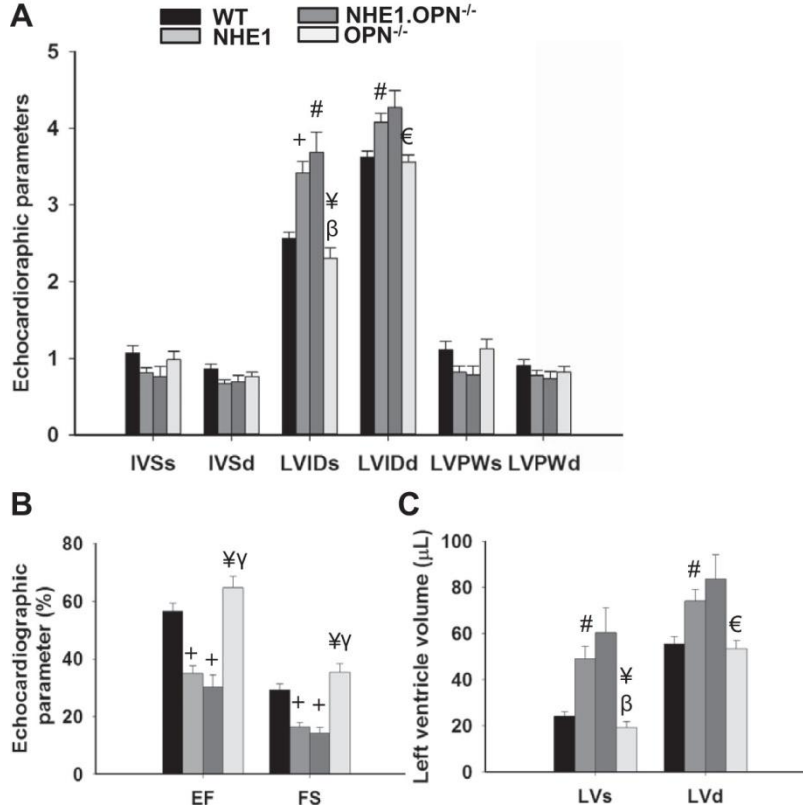 A
WT
NHE1
NHE1.OPN⁻/⁻
OPN⁻/⁻
Echocardioraphic parameters
5
4
3
2
1
0
+
#
¥
β
#
€
IVSs
IVSd
LVIDs
LVIDd
LVPWs
LVPWd
B
Echocardiographic
parameter (%)
80
60
40
20
0
+
+
¥γ
+
+
¥γ
EF
FS
C
Left ventricle volume (µL)
100
80
60
40
20
0
#
¥
β
#
€
LVs
LVd